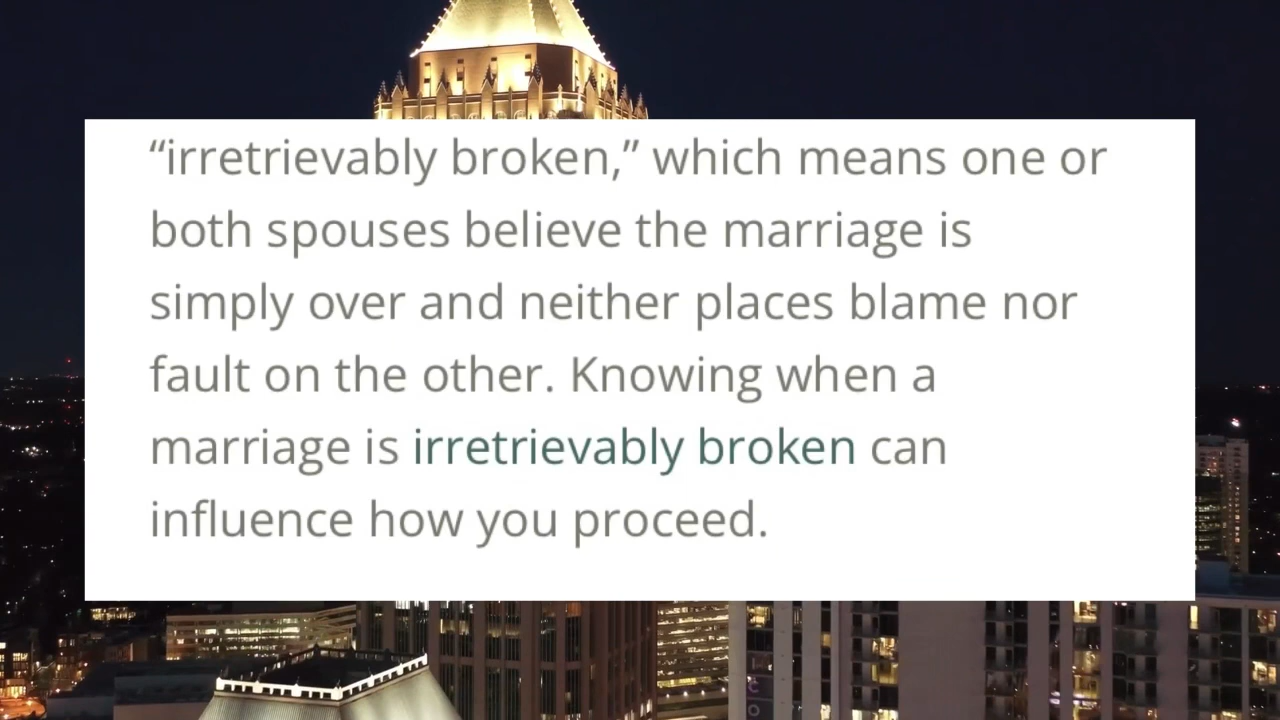 “irretrievably broken,” which means one or
both spouses believe the marriage is
simply over and neither places blame nor
fault on the other. Knowing when a
marriage is irretrievably broken can
influence how you proceed.